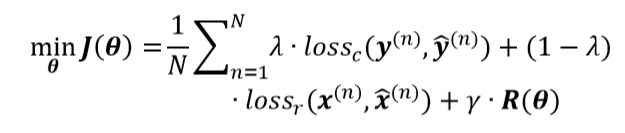 min_θ J(θ) = 1/N ∑_{n=1}^{N} λ · loss_c(y^(n), ŷ^(n)) + (1 − λ)
· loss_r(x^(n), x̂^(n)) + γ · R(θ)